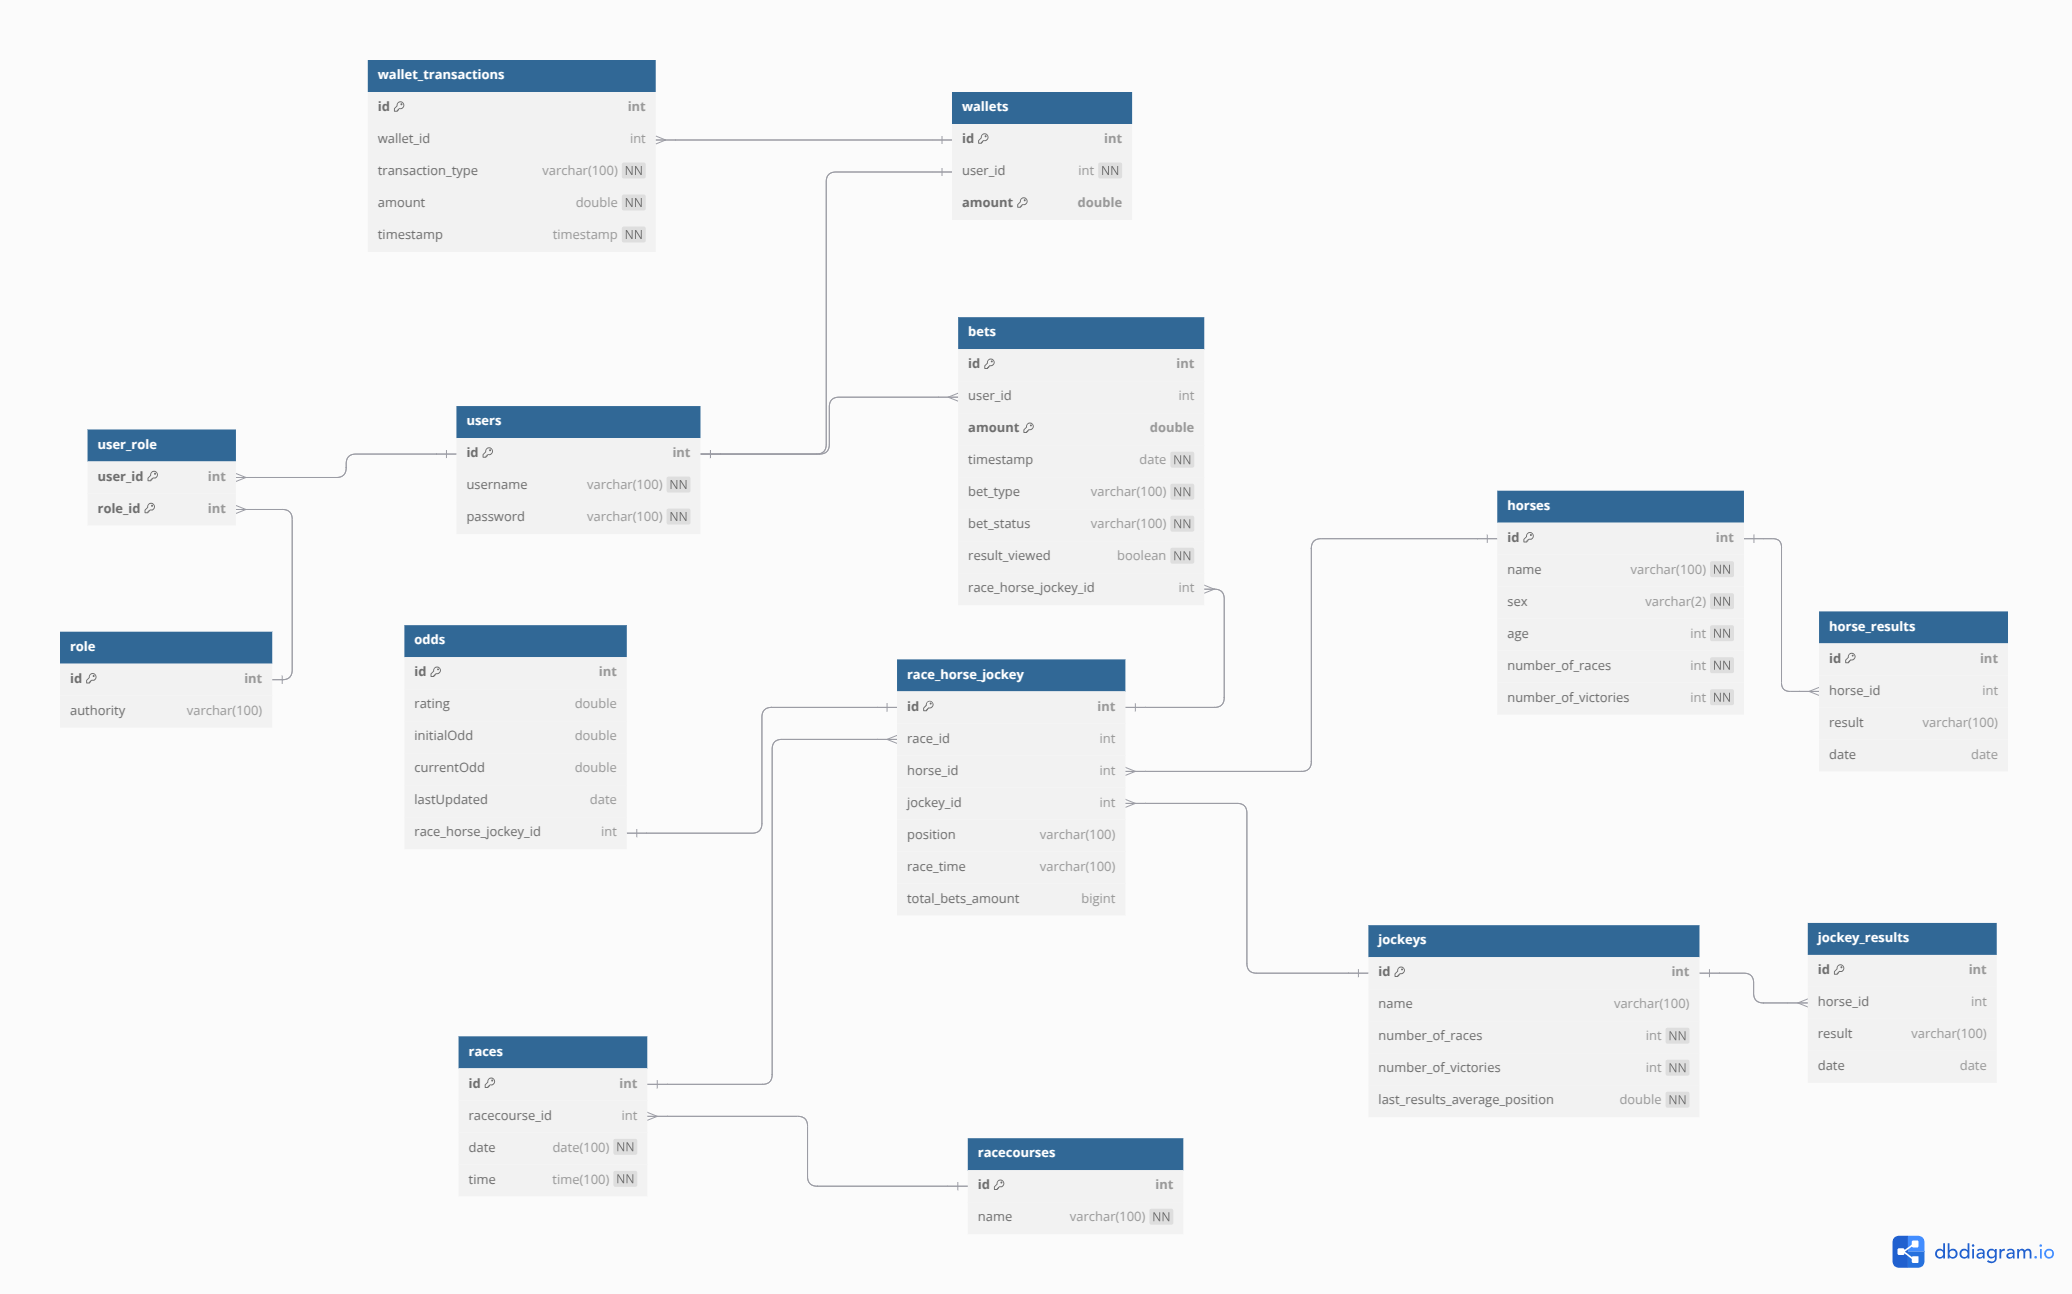 wallet_transactions
id int
wallet_id int
transaction_type varchar(100) NN
amount double NN
timestamp timestamp NN
wallets
id int
user_id int NN
amount double
bets
id int
user_id int
amount double
timestamp date NN
bet_type varchar(100) NN
bet_status varchar(100) NN
result_viewed boolean NN
race_horse_jockey_id int
users
id int
username varchar(100) NN
password varchar(100) NN
user_role
user_id int
role_id int
role
id int
authority varchar(100)
odds
id int
rating double
initialOdd double
currentOdd double
lastUpdated date
race_horse_jockey_id int
race_horse_jockey
id int
race_id int
horse_id int
jockey_id int
position varchar(100)
race_time varchar(100)
total_bets_amount bigint
horses
id int
name varchar(100) NN
sex varchar(2) NN
age int NN
number_of_races int NN
number_of_victories int NN
horse_results
id int
horse_id int
result varchar(100)
date date
jockeys
id int
name varchar(100)
number_of_races int NN
number_of_victories int NN
last_results_average_position double NN
jockey_results
id int
horse_id int
result varchar(100)
date date
races
id int
racecourse_id int
date date(100) NN
time time(100) NN
racecourses
id int
name varchar(100) NN
dbdiagram.io